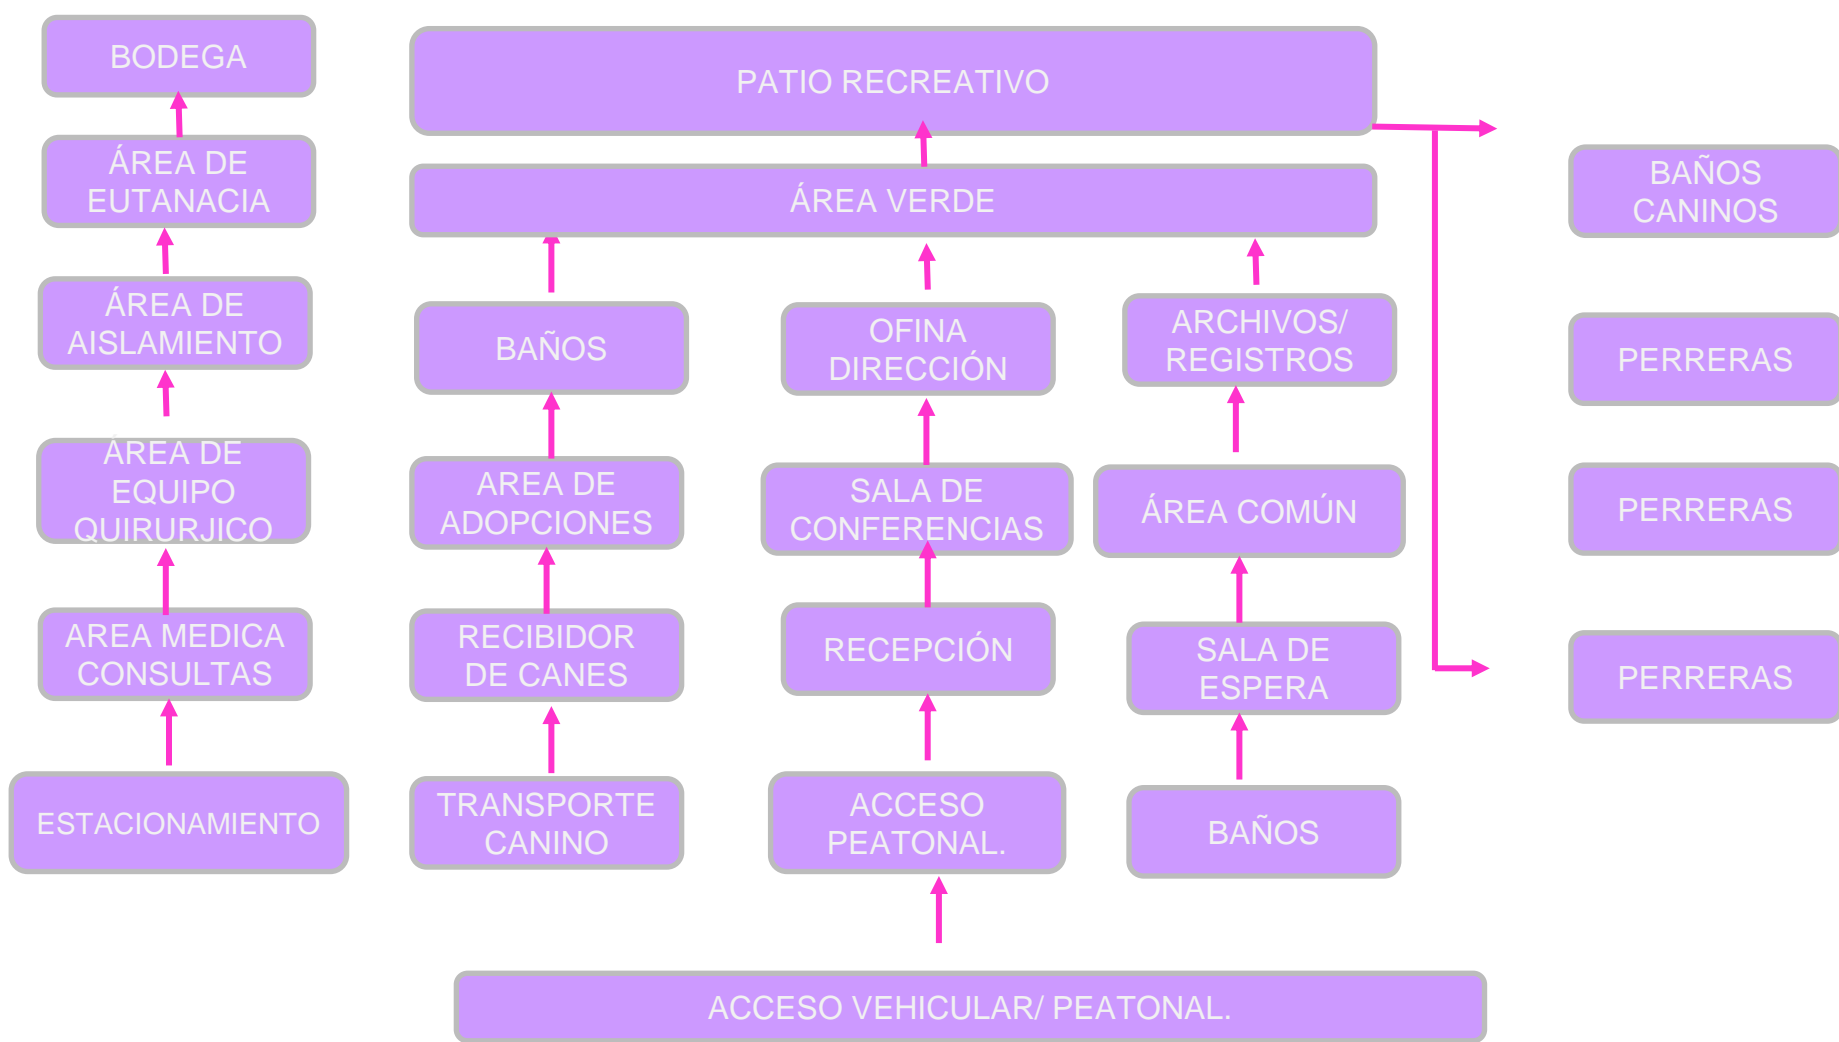 BODEGA
ÁREA DE
EUTANACIA
ÁREA DE
AISLAMIENTO
ÁREA DE
EQUIPO
QUIRURJICO
AREA MEDICA
CONSULTAS
ESTACIONAMIENTO
PATIO RECREATIVO
ÁREA VERDE
BAÑOS
AREA DE
ADOPCIONES
RECIBIDOR
DE CANES
TRANSPORTE
CANINO
OFINA
DIRECCIÓN
SALA DE
CONFERENCIAS
RECEPCIÓN
ACCESO
PEATONAL.
ARCHIVOS/
REGISTROS
ÁREA COMÚN
SALA DE
ESPERA
BAÑOS
BAÑOS
CANINOS
PERRERAS
PERRERAS
PERRERAS
ACCESO VEHICULAR/ PEATONAL.